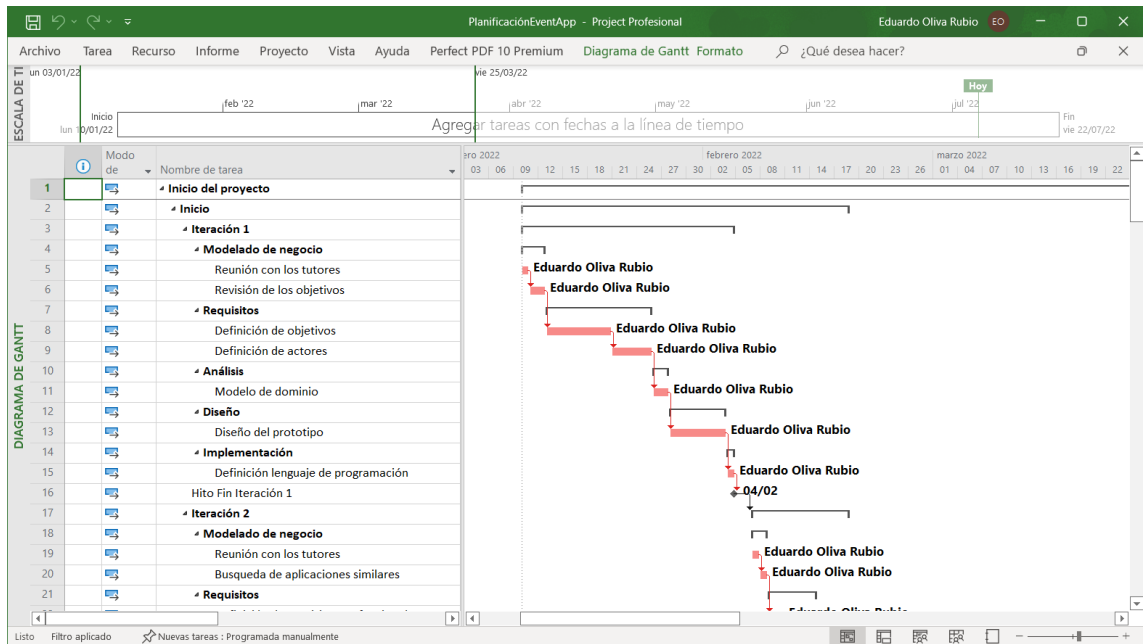 PlanificaciónEventApp - Project Profesional
Eduardo Oliva Rubio EO
Archivo Tarea Recurso Informe Proyecto Vista Ayuda Perfect PDF 10 Premium Diagrama de Gantt Formato ¿Qué desea hacer?
un 03/01/22 vie 25/03/22
Hoy
feb '22 mar '22 abr '22 may '22 jun '22 jul '22
Inicio
lun 10/01/22
Agregar tareas con fechas a la línea de tiempo
Fin
vie 22/07/22
ESCALA DE TI
Modo de Nombre de tarea
ero 2022 febrero 2022 marzo 2022
03 06 09 12 15 18 21 24 27 30 02 05 08 11 14 17 20 23 26 01 04 07 10 13 16 19 22
DIAGRAMA DE GANTT
1 Inicio del proyecto
2 Inicio
3 Iteración 1
4 Modelado de negocio
5 Reunión con los tutores Eduardo Oliva Rubio
6 Revisión de los objetivos Eduardo Oliva Rubio
7 Requisitos
8 Definición de objetivos Eduardo Oliva Rubio
9 Definición de actores Eduardo Oliva Rubio
10 Análisis
11 Modelo de dominio Eduardo Oliva Rubio
12 Diseño
13 Diseño del prototipo Eduardo Oliva Rubio
14 Implementación
15 Definición lenguaje de programación Eduardo Oliva Rubio
16 Hito Fin Iteración 1 04/02
17 Iteración 2
18 Modelado de negocio
19 Reunión con los tutores Eduardo Oliva Rubio
20 Busqueda de aplicaciones similares Eduardo Oliva Rubio
21 Requisitos
Listo Filtro aplicado Nuevas tareas : Programada manualmente